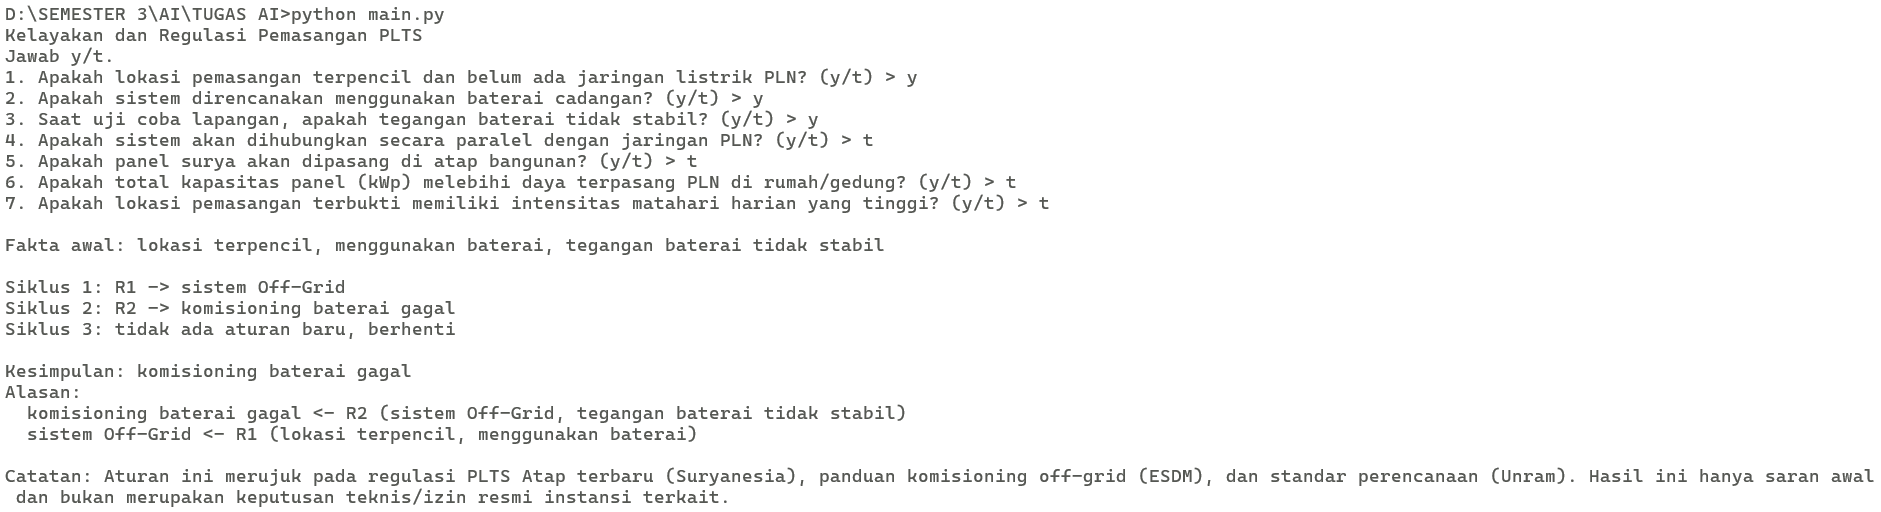 D:\SEMESTER 3\AI\TUGAS AI>python main.py
Kelayakan dan Regulasi Pemasangan PLTS
Jawab y/t.
1. Apakah lokasi pemasangan terpencil dan belum ada jaringan listrik PLN? (y/t) > y
2. Apakah sistem direncanakan menggunakan baterai cadangan? (y/t) > y
3. Saat uji coba lapangan, apakah tegangan baterai tidak stabil? (y/t) > y
4. Apakah sistem akan dihubungkan secara paralel dengan jaringan PLN? (y/t) > t
5. Apakah panel surya akan dipasang di atap bangunan? (y/t) > t
6. Apakah total kapasitas panel (kWp) melebihi daya terpasang PLN di rumah/gedung? (y/t) > t
7. Apakah lokasi pemasangan terbukti memiliki intensitas matahari harian yang tinggi? (y/t) > t

Fakta awal: lokasi terpencil, menggunakan baterai, tegangan baterai tidak stabil

Siklus 1: R1 -> sistem Off-Grid
Siklus 2: R2 -> komisioning baterai gagal
Siklus 3: tidak ada aturan baru, berhenti

Kesimpulan: komisioning baterai gagal
Alasan:
  komisioning baterai gagal <- R2 (sistem Off-Grid, tegangan baterai tidak stabil)
  sistem Off-Grid <- R1 (lokasi terpencil, menggunakan baterai)

Catatan: Aturan ini merujuk pada regulasi PLTS Atap terbaru (Suryanesia), panduan komisioning off-grid (ESDM), dan standar perencanaan (Unram). Hasil ini hanya saran awal
 dan bukan merupakan keputusan teknis/izin resmi instansi terkait.